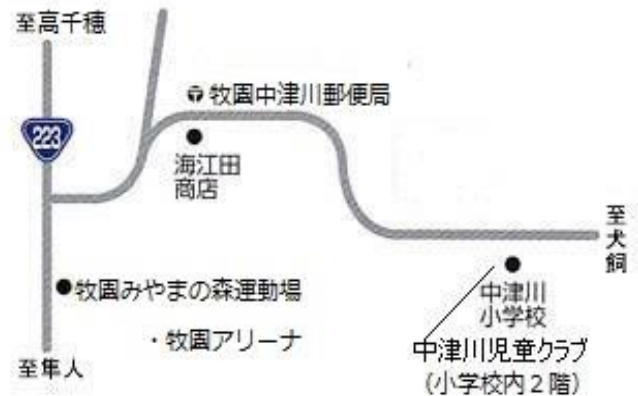 至高千穂
223
牧園中津川郵便局
海江田
商店
至犬飼
牧園みやまの森運動場
中津川
小学校
・牧園アリーナ
中津川児童クラブ
(小学校内2階)
至隼人